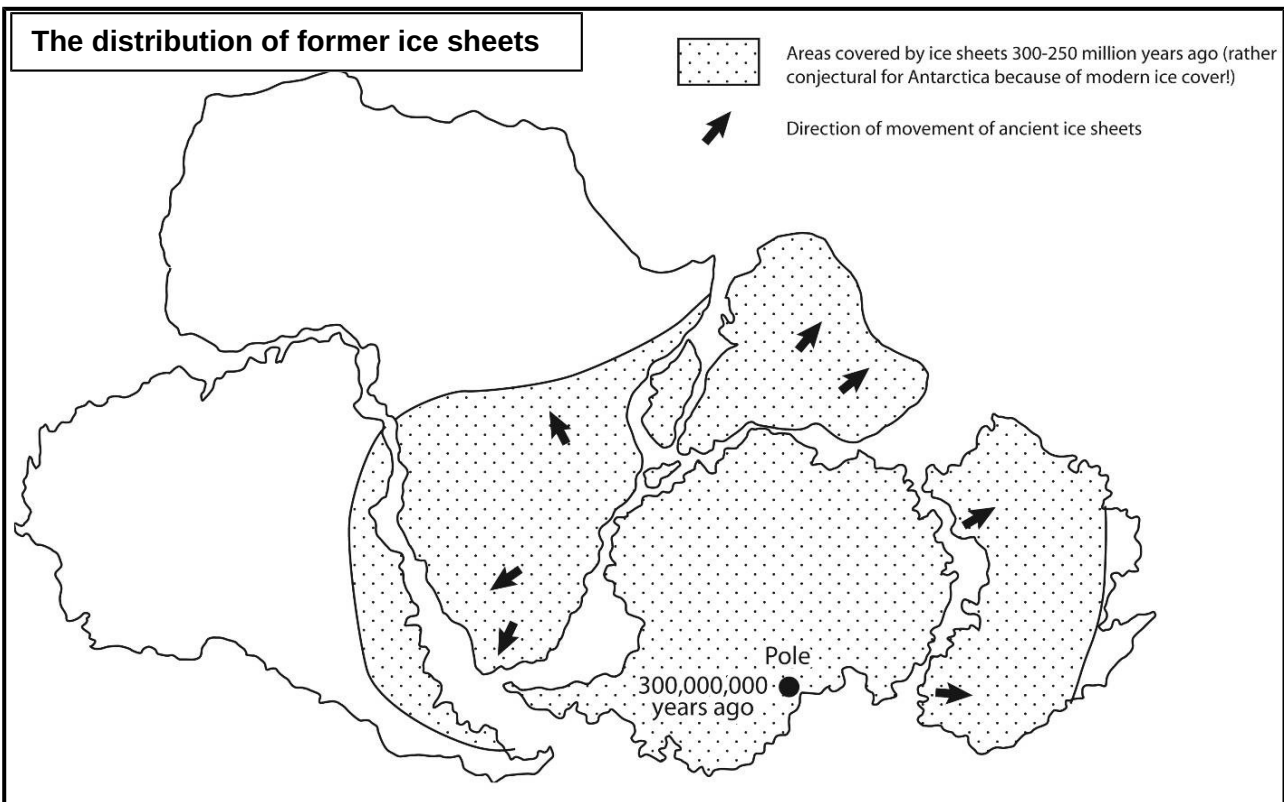 The distribution of former ice sheets
Areas covered by ice sheets 300-250 million years ago (rather
conjectural for Antarctica because of modern ice cover!)
Direction of movement of ancient ice sheets
Pole
300,000,000
years ago